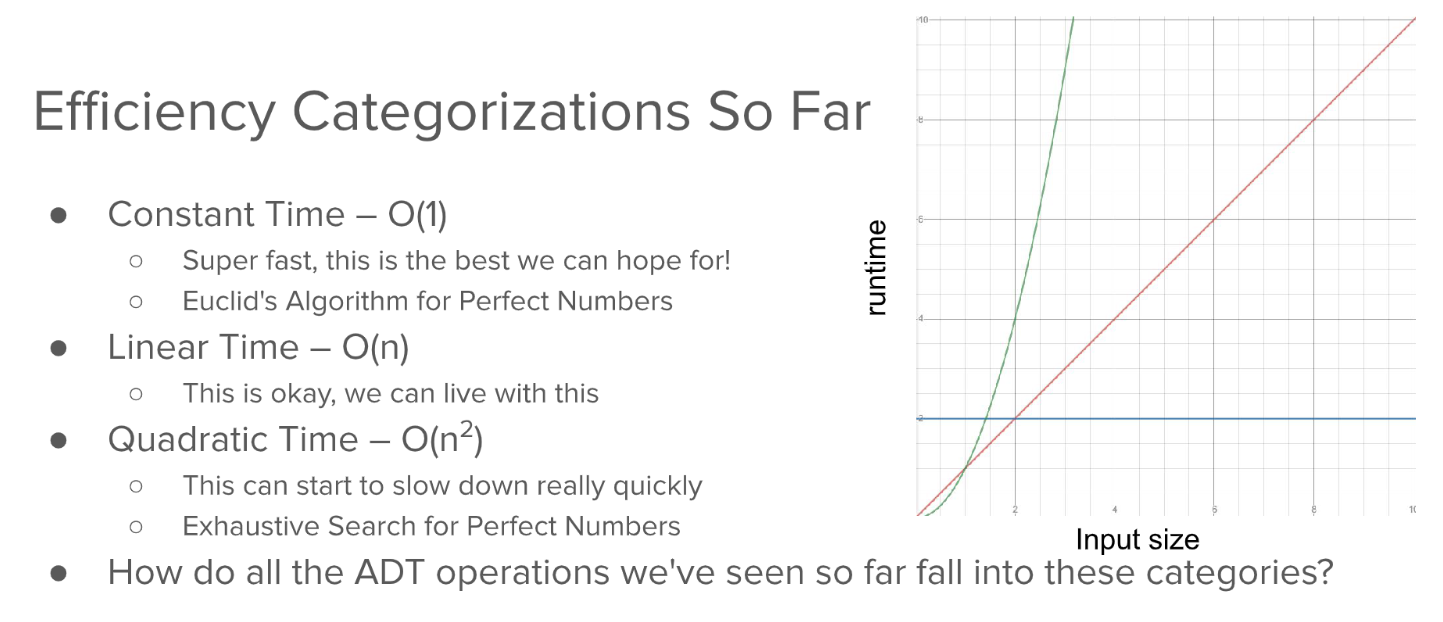 Efficiency Categorizations So Far
● Constant Time – O(1)
○ Super fast, this is the best we can hope for!
○ Euclid's Algorithm for Perfect Numbers
● Linear Time – O(n)
○ This is okay, we can live with this
● Quadratic Time – O(n²)
○ This can start to slow down really quickly
○ Exhaustive Search for Perfect Numbers
● How do all the ADT operations we've seen so far fall into these categories?
runtime
10
8
6
4
2
2 4 6 8 10
Input size